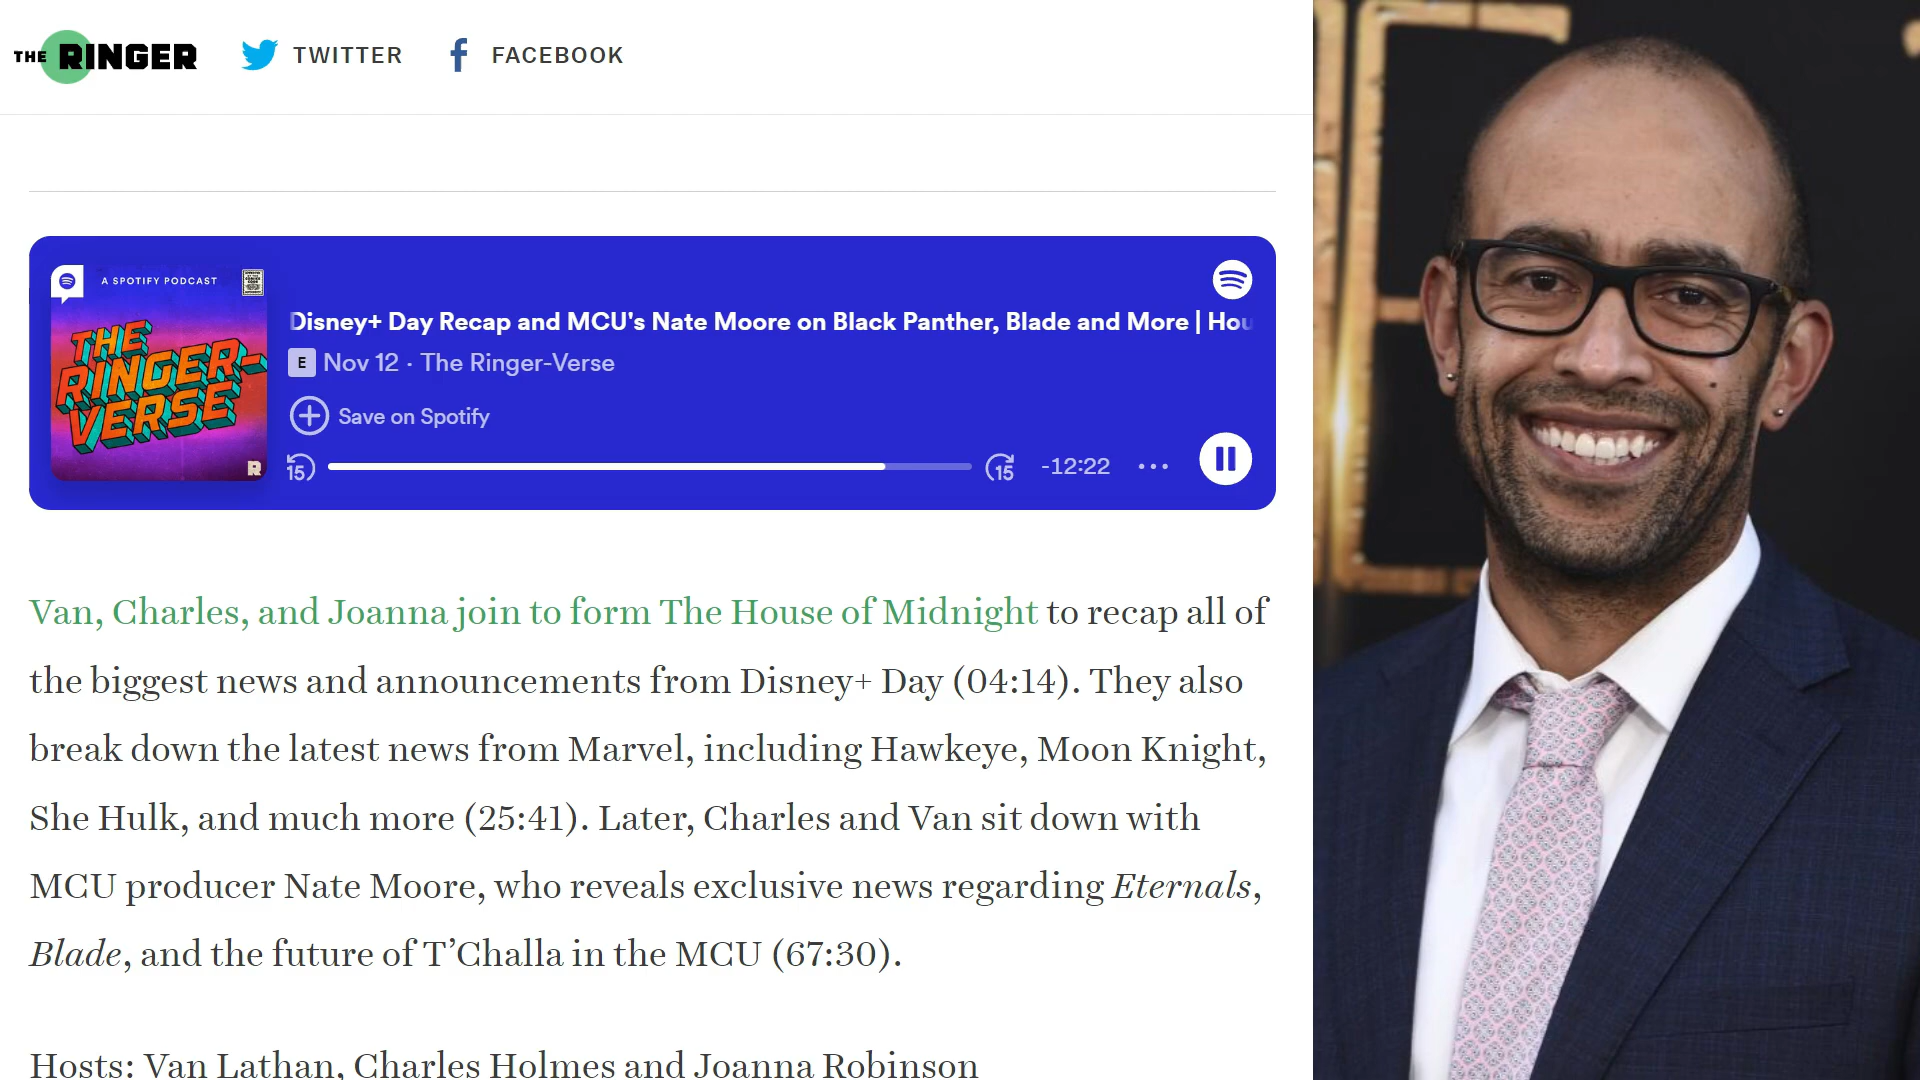 THE RINGER
TWITTER
FACEBOOK
A SPOTIFY PODCAST
THE
RINGER-
VERSE
R
Disney+ Day Recap and MCU's Nate Moore on Black Panther, Blade and More | Hou
E Nov 12 · The Ringer-Verse
Save on Spotify
15
15
-12:22
Van, Charles, and Joanna join to form The House of Midnight to recap all of
the biggest news and announcements from Disney+ Day (04:14). They also
break down the latest news from Marvel, including Hawkeye, Moon Knight,
She Hulk, and much more (25:41). Later, Charles and Van sit down with
MCU producer Nate Moore, who reveals exclusive news regarding Eternals,
Blade, and the future of T’Challa in the MCU (67:30).
Hosts: Van Lathan, Charles Holmes and Joanna Robinson